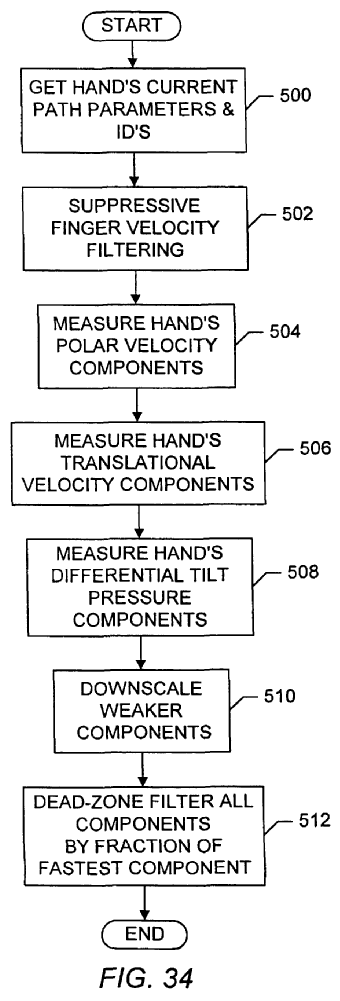 START
GET HAND'S CURRENT
PATH PARAMETERS &
ID'S
500
SUPPRESSIVE
FINGER VELOCITY
FILTERING
502
MEASURE HAND'S
POLAR VELOCITY
COMPONENTS
504
MEASURE HAND'S
TRANSLATIONAL
VELOCITY COMPONENTS
506
MEASURE HAND'S
DIFFERENTIAL TILT
PRESSURE
COMPONENTS
508
DOWNSCALE
WEAKER
COMPONENTS
510
DEAD-ZONE FILTER ALL
COMPONENTS
BY FRACTION OF
FASTEST COMPONENT
512
END
FIG. 34